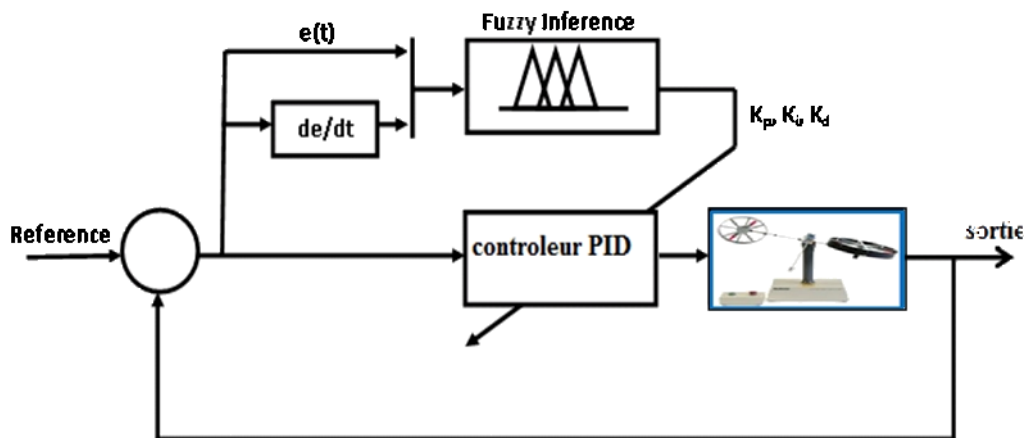 Fuzzy Inference
e(t)
de/dt
Kp, Ki, Kd
Reference
controleur PID
sortie